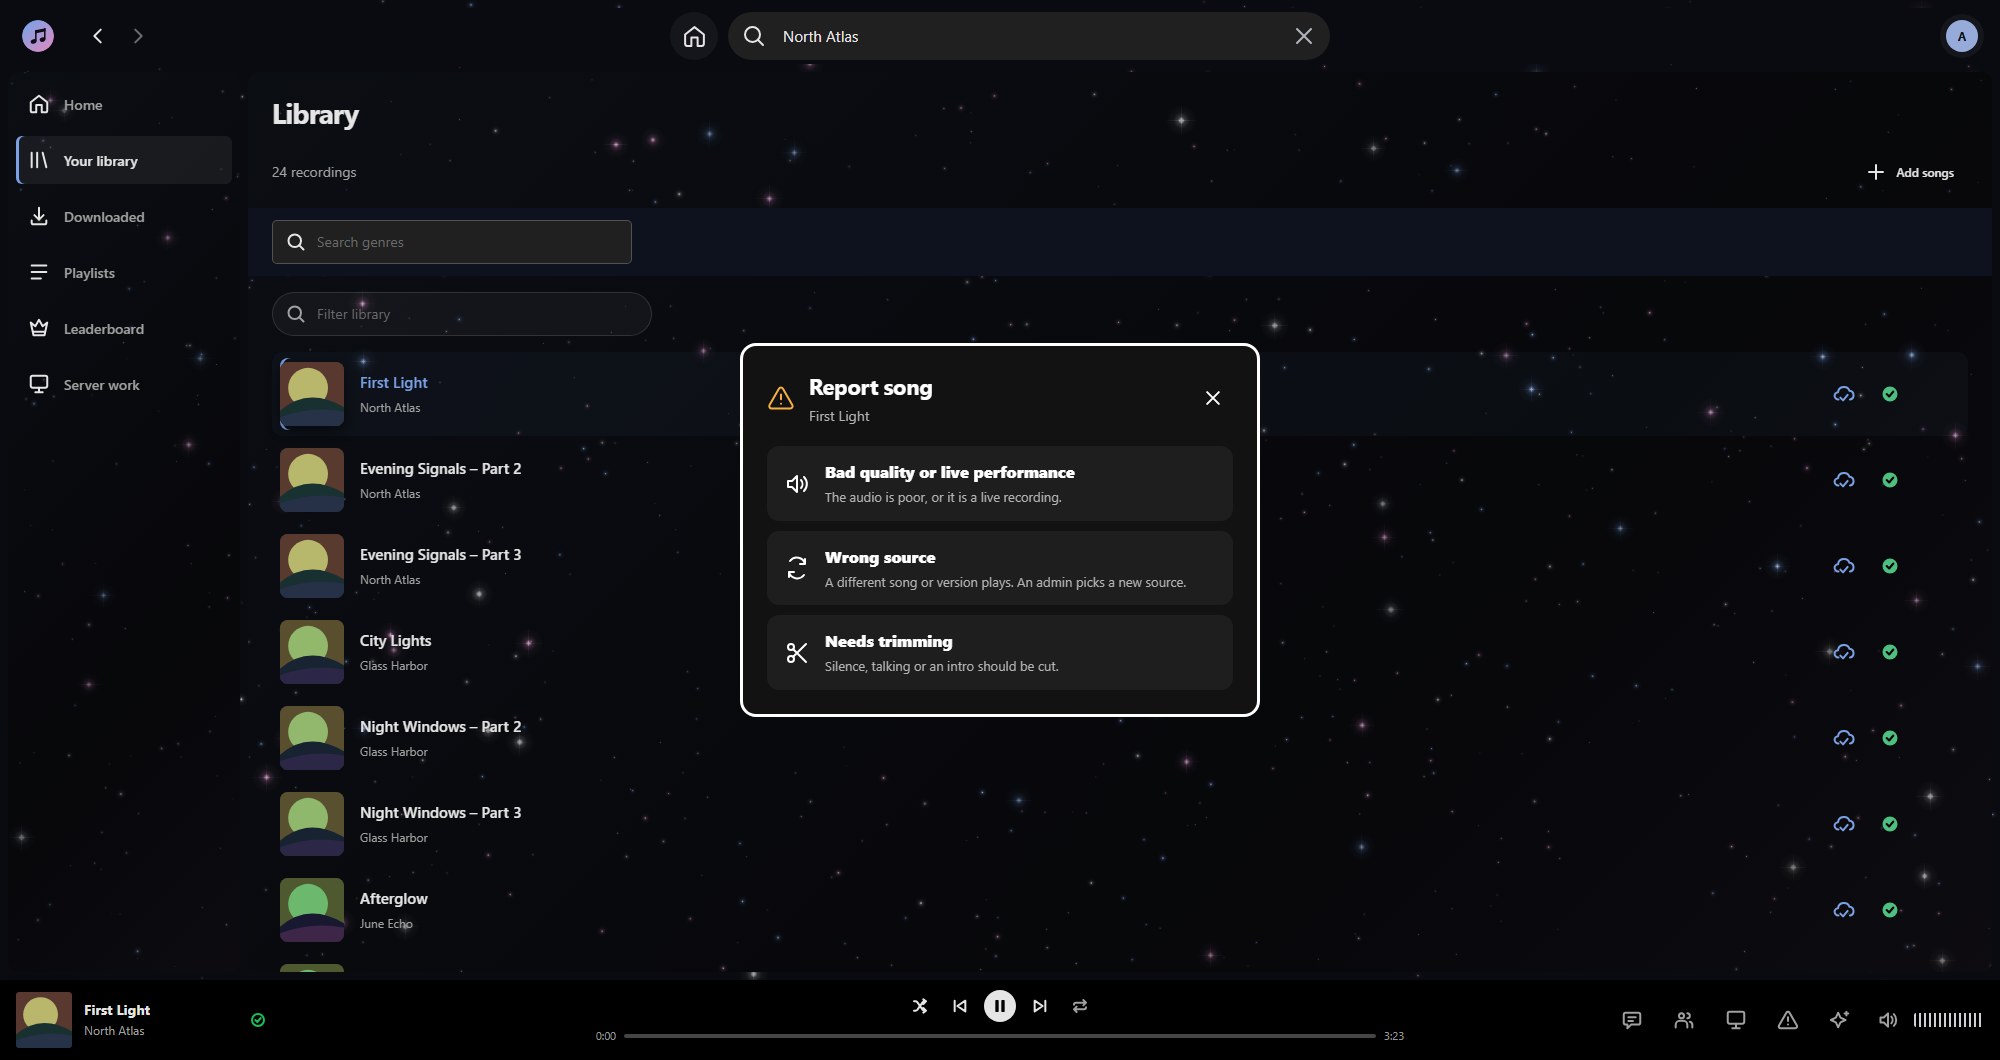 North Atlas
A
Home
Your library
Downloaded
Playlists
Leaderboard
Server work
Library
24 recordings
Add songs
Search genres
Filter library
First Light
North Atlas
Evening Signals – Part 2
North Atlas
Evening Signals – Part 3
North Atlas
City Lights
Glass Harbor
Night Windows – Part 2
Glass Harbor
Night Windows – Part 3
Glass Harbor
Afterglow
June Echo
Report song
First Light
Bad quality or live performance
The audio is poor, or it is a live recording.
Wrong source
A different song or version plays. An admin picks a new source.
Needs trimming
Silence, talking or an intro should be cut.
First Light
North Atlas
0:00
3:23